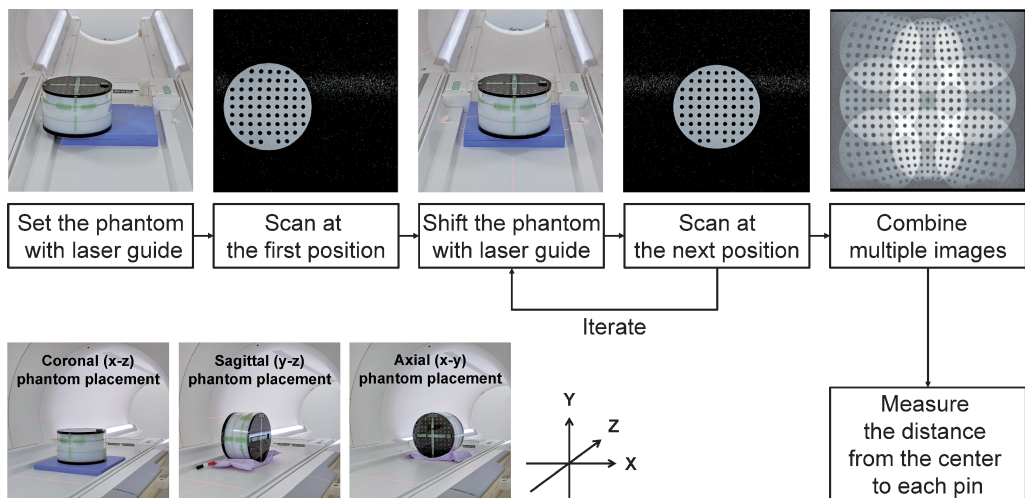 Set the phantom
with laser guide
Scan at
the first position
Shift the phantom
with laser guide
Scan at
the next position
Combine
multiple images
Iterate
Coronal (x-z)
phantom placement
Sagittal (y-z)
phantom placement
Axial (x-y)
phantom placement
Y
Z
X
Measure
the distance
from the center
to each pin